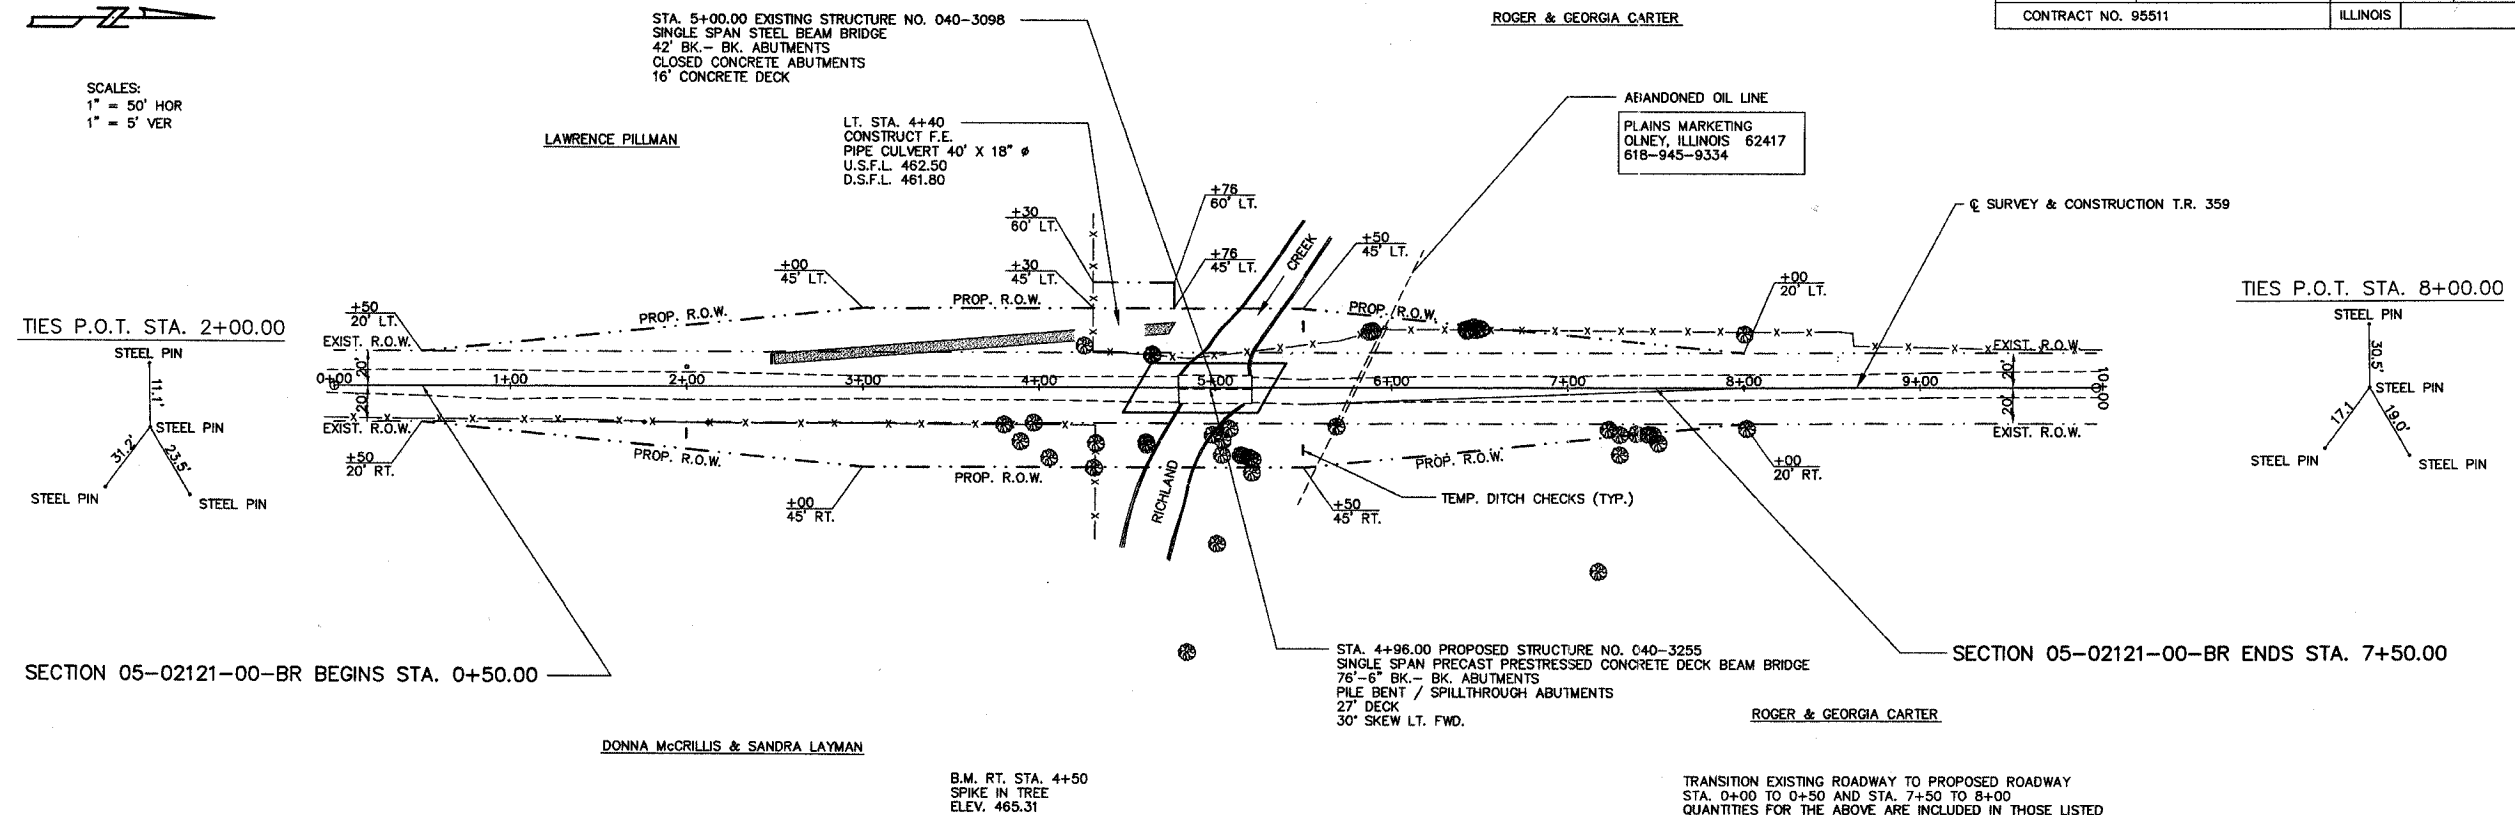 CONTRACT NO. 95511
ILLINOIS
SCALES:
1" = 50' HOR
1" = 5' VER
STA. 5+00.00 EXISTING STRUCTURE NO. 040-3098
SINGLE SPAN STEEL BEAM BRIDGE
42' BK.- BK. ABUTMENTS
CLOSED CONCRETE ABUTMENTS
16' CONCRETE DECK
ROGER & GEORGIA CARTER
LAWRENCE PILLMAN
LT. STA. 4+40
CONSTRUCT F.E.
PIPE CULVERT 40' X 18" ø
U.S.F.L. 462.50
D.S.F.L. 461.80
ABANDONED OIL LINE
PLAINS MARKETING
OLNEY, ILLINOIS 62417
618-945-9334
℄ SURVEY & CONSTRUCTION T.R. 359
+76
60' LT.
+30
60' LT.
+76
45' LT.
+30
45' LT.
+00
45' LT.
+50
45' LT.
+00
20' LT.
+50
20' LT.
CREEK
PROP. R.O.W.
PROP. R.O.W.
PROP. R.O.W.
EXIST. R.O.W.
EXIST. R.O.W.
TIES P.O.T. STA. 2+00.00
STEEL PIN
11.1'
STEEL PIN
31.2'
23.5'
STEEL PIN
STEEL PIN
TIES P.O.T. STA. 8+00.00
STEEL PIN
30.5'
STEEL PIN
17.1
19.0'
STEEL PIN
STEEL PIN
20'
20'
0+00
1+00
2+00
3+00
4+00
5+00
6+00
7+00
8+00
9+00
10+00
20'
20'
EXIST. R.O.W.
EXIST. R.O.W.
+50
20' RT.
PROP. R.O.W.
PROP. R.O.W.
PROP. R.O.W.
+00
45' RT.
RICHLAND
+50
45' RT.
+00
20' RT.
TEMP. DITCH CHECKS (TYP.)
SECTION 05-02121-00-BR BEGINS STA. 0+50.00
STA. 4+96.00 PROPOSED STRUCTURE NO. 040-3255
SINGLE SPAN PRECAST PRESTRESSED CONCRETE DECK BEAM BRIDGE
76'-6" BK.- BK. ABUTMENTS
PILE BENT / SPILLTHROUGH ABUTMENTS
27' DECK
30° SKEW LT. FWD.
SECTION 05-02121-00-BR ENDS STA. 7+50.00
ROGER & GEORGIA CARTER
DONNA McCRILLIS & SANDRA LAYMAN
B.M. RT. STA. 4+50
SPIKE IN TREE
ELEV. 465.31
TRANSITION EXISTING ROADWAY TO PROPOSED ROADWAY
STA. 0+00 TO 0+50 AND STA. 7+50 TO 8+00
QUANTITIES FOR THE ABOVE ARE INCLUDED IN THOSE LISTED